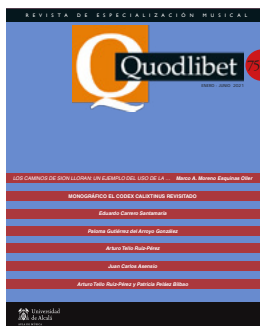 REVISTA DE ESPECIALIZACIÓN MUSICAL
Q
Quodlibet
75
ENERO - JUNIO 2021
LOS CAMINOS DE SION LLORAN: UN EJEMPLO DEL USO DE LA ... Marco A. Moreno Esquinas Oller
MONOGRÁFICO EL CODEX CALIXTINUS REVISITADO
Eduardo Carrero Santamaría
Paloma Gutiérrez del Arroyo González
Arturo Tello Ruiz-Pérez
Juan Carlos Asensio
Arturo Tello Ruiz-Pérez y Patricia Peláez Bilbao
Universidad
de Alcalá